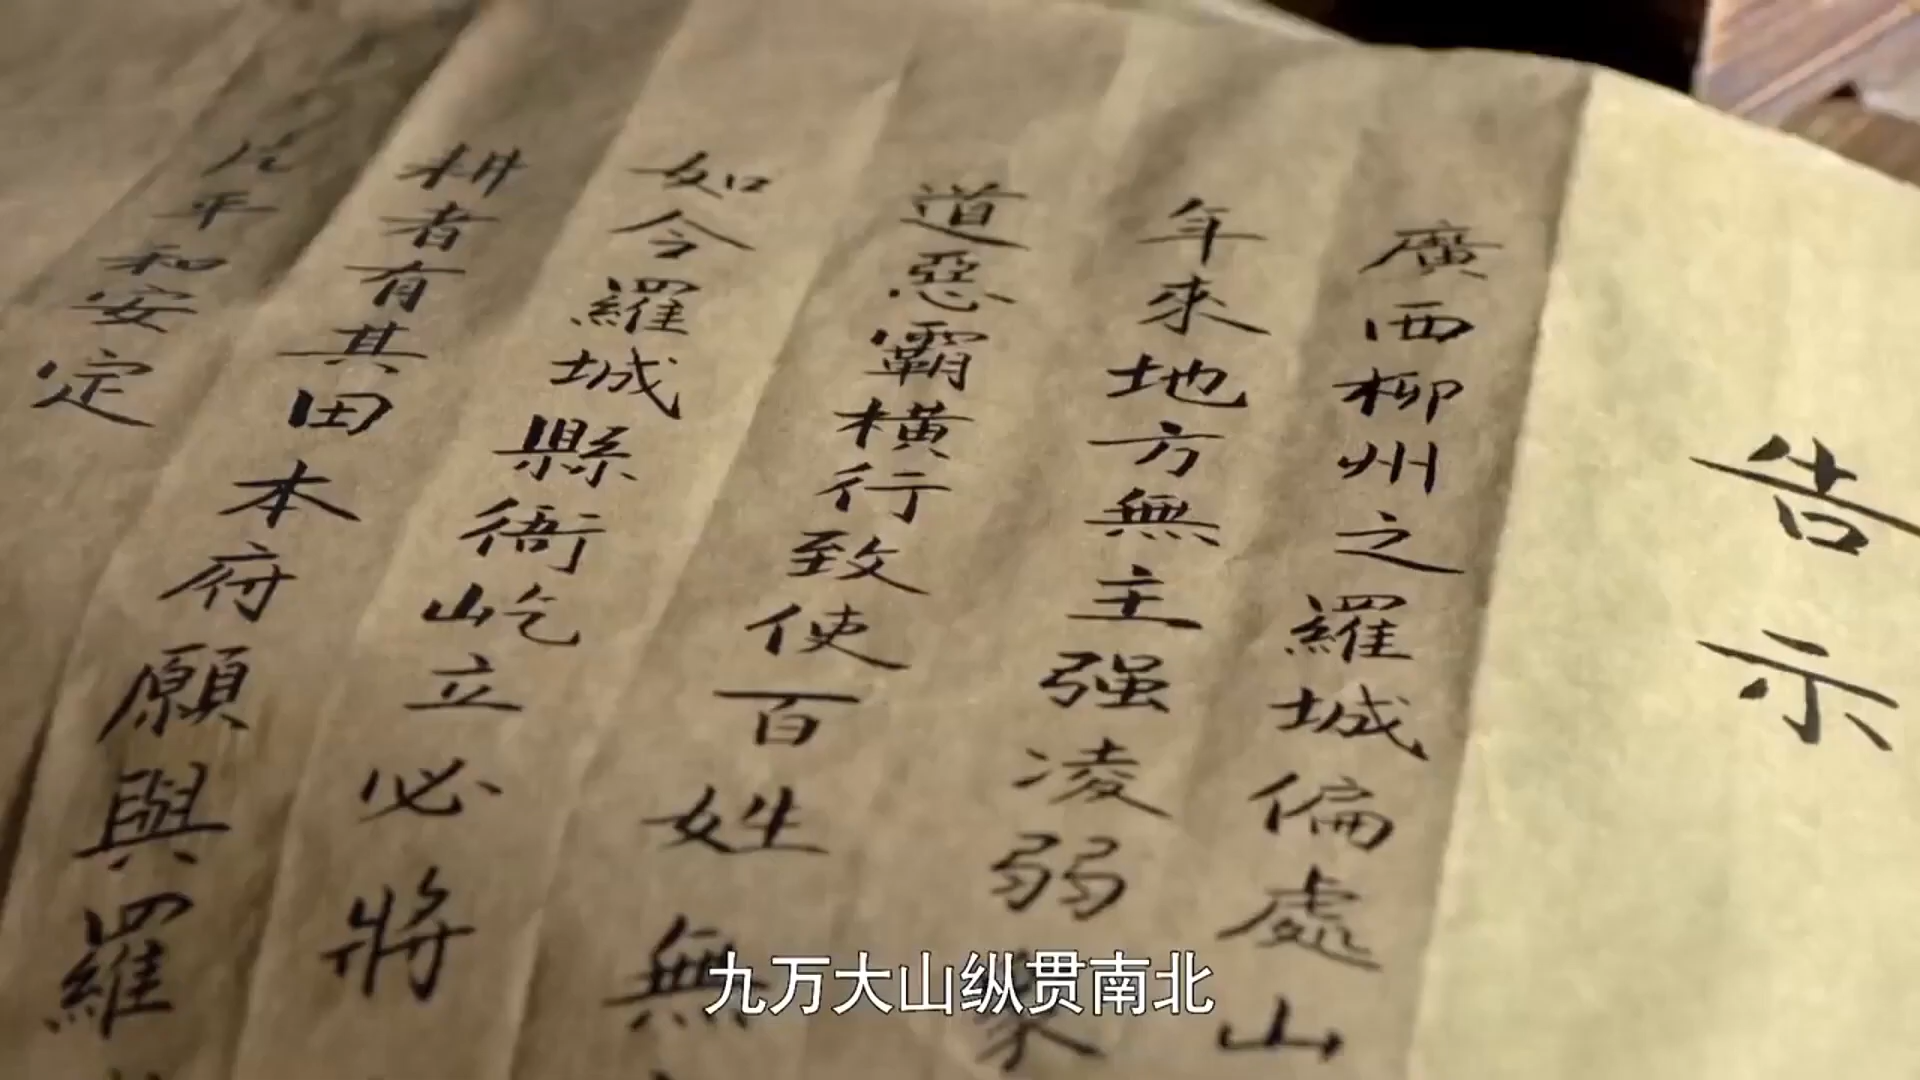 告示
廣西柳州之羅城偏處山
年來地方無主强凌弱
道惡霸橫行致使百姓無
如今羅城縣衙屹立必將
耕者有其田本府願與羅
平和安定
九万大山纵贯南北